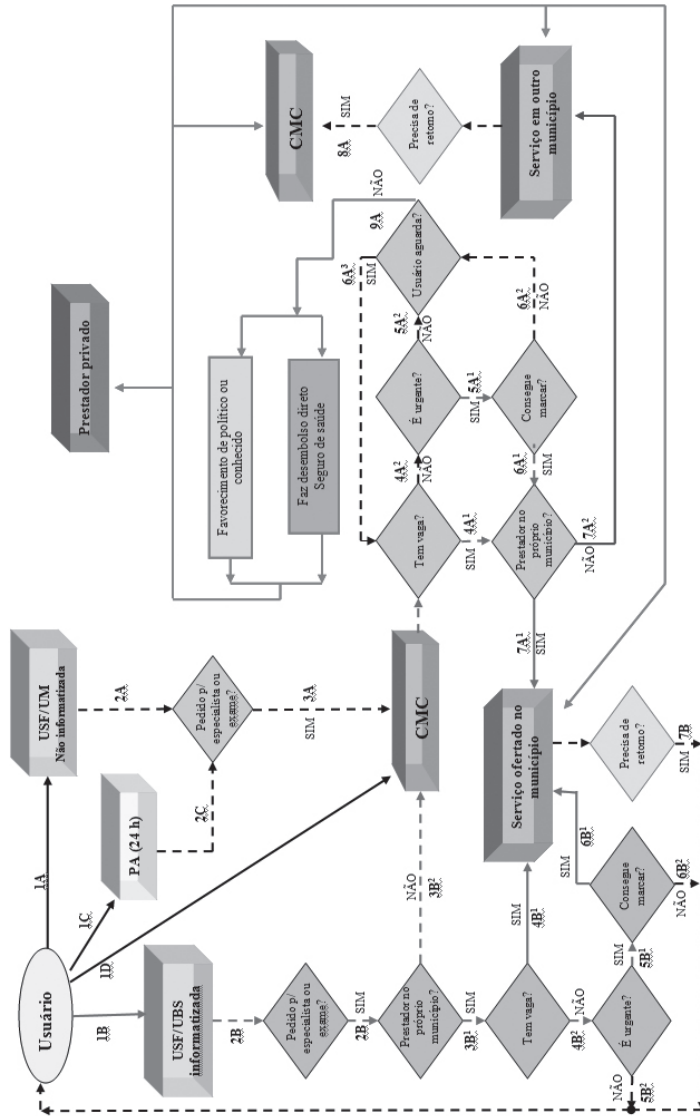 Usuário
1A
1C
1D
1B
USF/UM
Não informatizada
2A
PA (24 h)
2C
Pedido p/
especialista ou
exame?
3A
SIM
USF/UBS
informatizada
2B
Pedido p/
especialista ou
exame?
2B
SIM
Prestador no
próprio
município?
NÃO
3B²
3B¹
SIM
Tem vaga?
SIM
4B¹
4B²
NÃO
É urgente?
NÃO
5B²
SIM
5B¹
Consegue
marcar?
SIM
6B¹
NÃO
6B²
CMC
Serviço ofertado no
município
Precisa de
retorno?
SIM
7B
Tem vaga?
4A²
NÃO
SIM
4A¹
É urgente?
5A²
NÃO
SIM
5A¹
Usuário aguarda?
6A³
SIM
9A
NÃO
Consegue
marcar?
6A²
NÃO
6A¹
SIM
Prestador no
próprio
município?
7A¹
SIM
7A²
NÃO
Favorecimento de político ou
conhecido
Faz desembolso direto
Seguro de saúde
Prestador privado
CMC
8A
SIM
Precisa de
retorno?
Serviço em outro
município